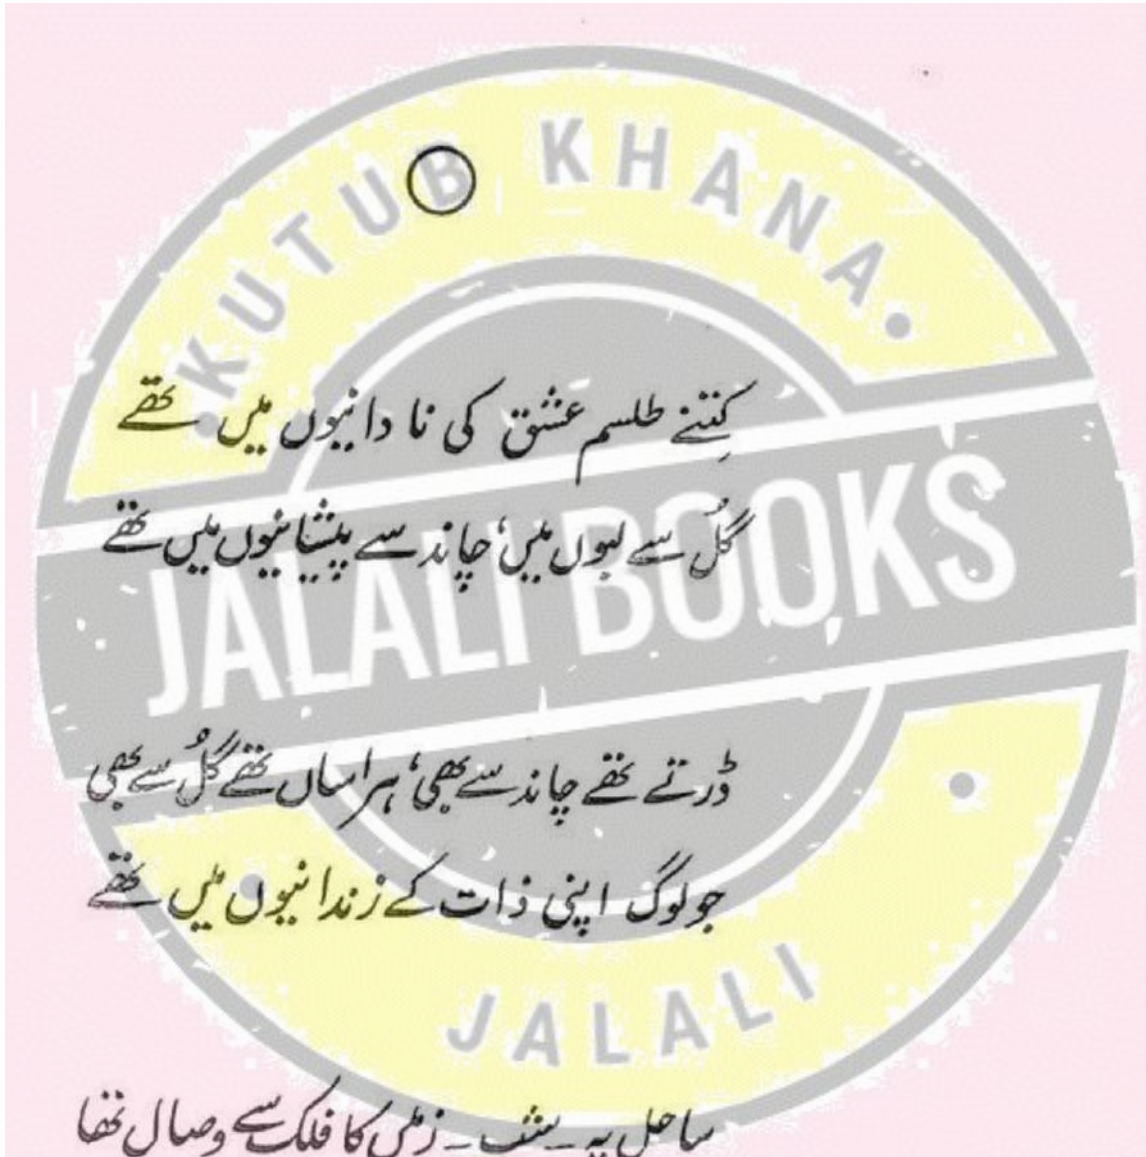 KUTUB KHANA
کتنے طلسم عشق کی نادانیوں میں تھے
گُل سے لبوں میں، چاند سے پیشانیوں میں تھے
JALALI BOOKS
ڈرتے تھے چاند سے بھی، ہراساں تھے گُل سے بھی
جو لوگ اپنی ذات کے زندانیوں میں تھے
JALALI
ساحل پہ - شب - زمیں کا فلک سے وصال تھا